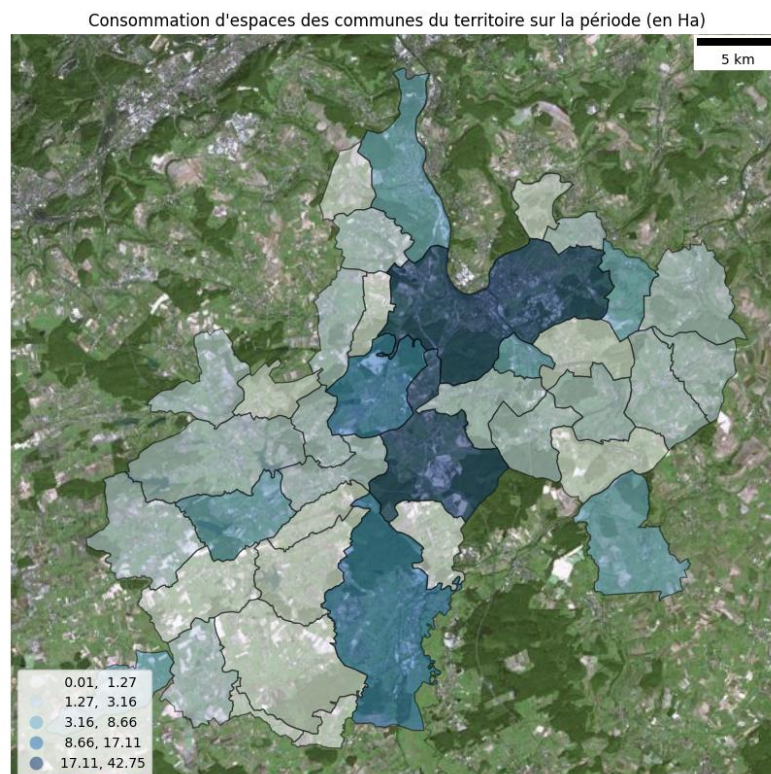 Consommation d'espaces des communes du territoire sur la période (en Ha)
5 km
0.01, 1.27
1.27, 3.16
3.16, 8.66
8.66, 17.11
17.11, 42.75